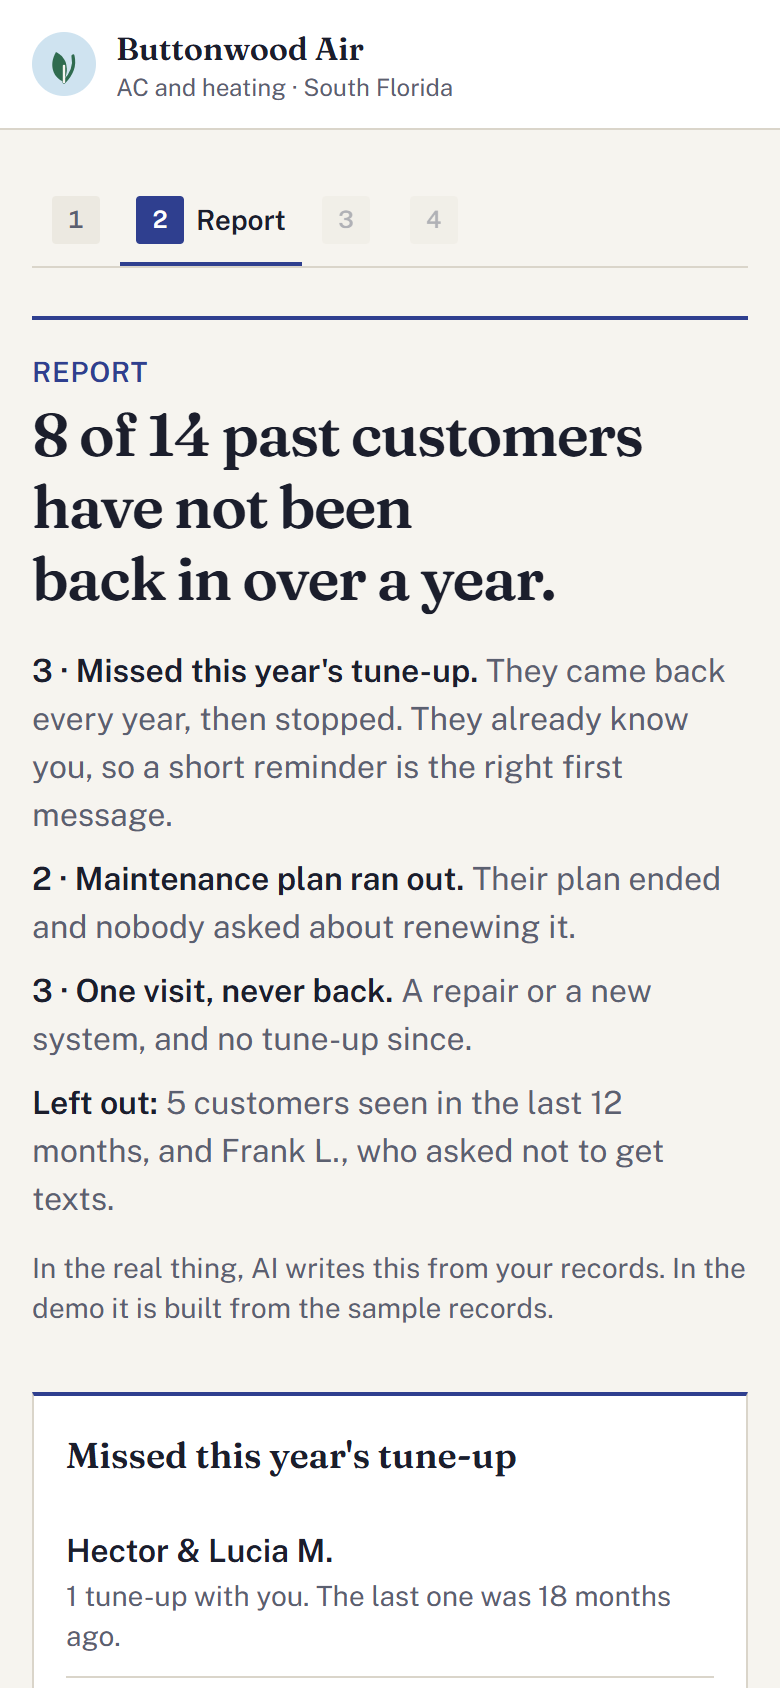 Buttonwood Air
AC and heating · South Florida
1
2 Report
3
4
REPORT
8 of 14 past customers
have not been
back in over a year.
3 · Missed this year's tune-up. They came back
every year, then stopped. They already know
you, so a short reminder is the right first
message.
2 · Maintenance plan ran out. Their plan ended
and nobody asked about renewing it.
3 · One visit, never back. A repair or a new
system, and no tune-up since.
Left out: 5 customers seen in the last 12
months, and Frank L., who asked not to get
texts.
In the real thing, AI writes this from your records. In the
demo it is built from the sample records.
Missed this year's tune-up
Hector & Lucia M.
1 tune-up with you. The last one was 18 months
ago.